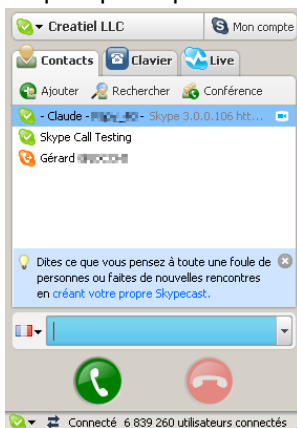 Creatiel LLC
Mon compte
Contacts
Clavier
Live
Ajouter
Rechercher
Conférence
- Claude - - Skype 3.0.0.106 htt...
Skype Call Testing
Gérard
Dites ce que vous pensez à toute une foule de
personnes ou faites de nouvelles rencontres
en créant votre propre Skypecast.
Connecté 6 839 260 utilisateurs connectés